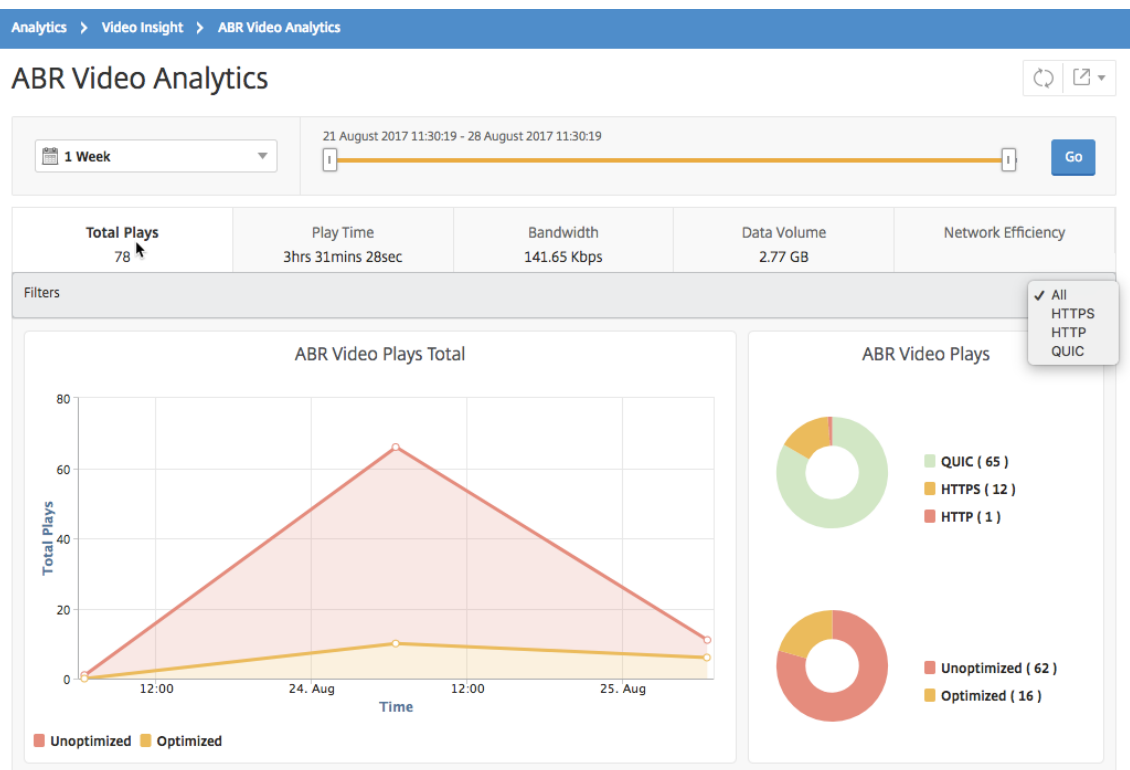 Analytics > Video Insight > ABR Video Analytics
ABR Video Analytics
21 August 2017 11:30:19 - 28 August 2017 11:30:19
1 Week
Go
Total Plays Play Time Bandwidth Data Volume Network Efficiency
78 3hrs 31mins 28sec 141.65 Kbps 2.77 GB
Filters
✓ All
HTTPS
HTTP
QUIC
ABR Video Plays Total
80
60
40
20
0
Total Plays
12:00 24. Aug 12:00 25. Aug
Time
Unoptimized Optimized
ABR Video Plays
QUIC ( 65 )
HTTPS ( 12 )
HTTP ( 1 )
Unoptimized ( 62 )
Optimized ( 16 )